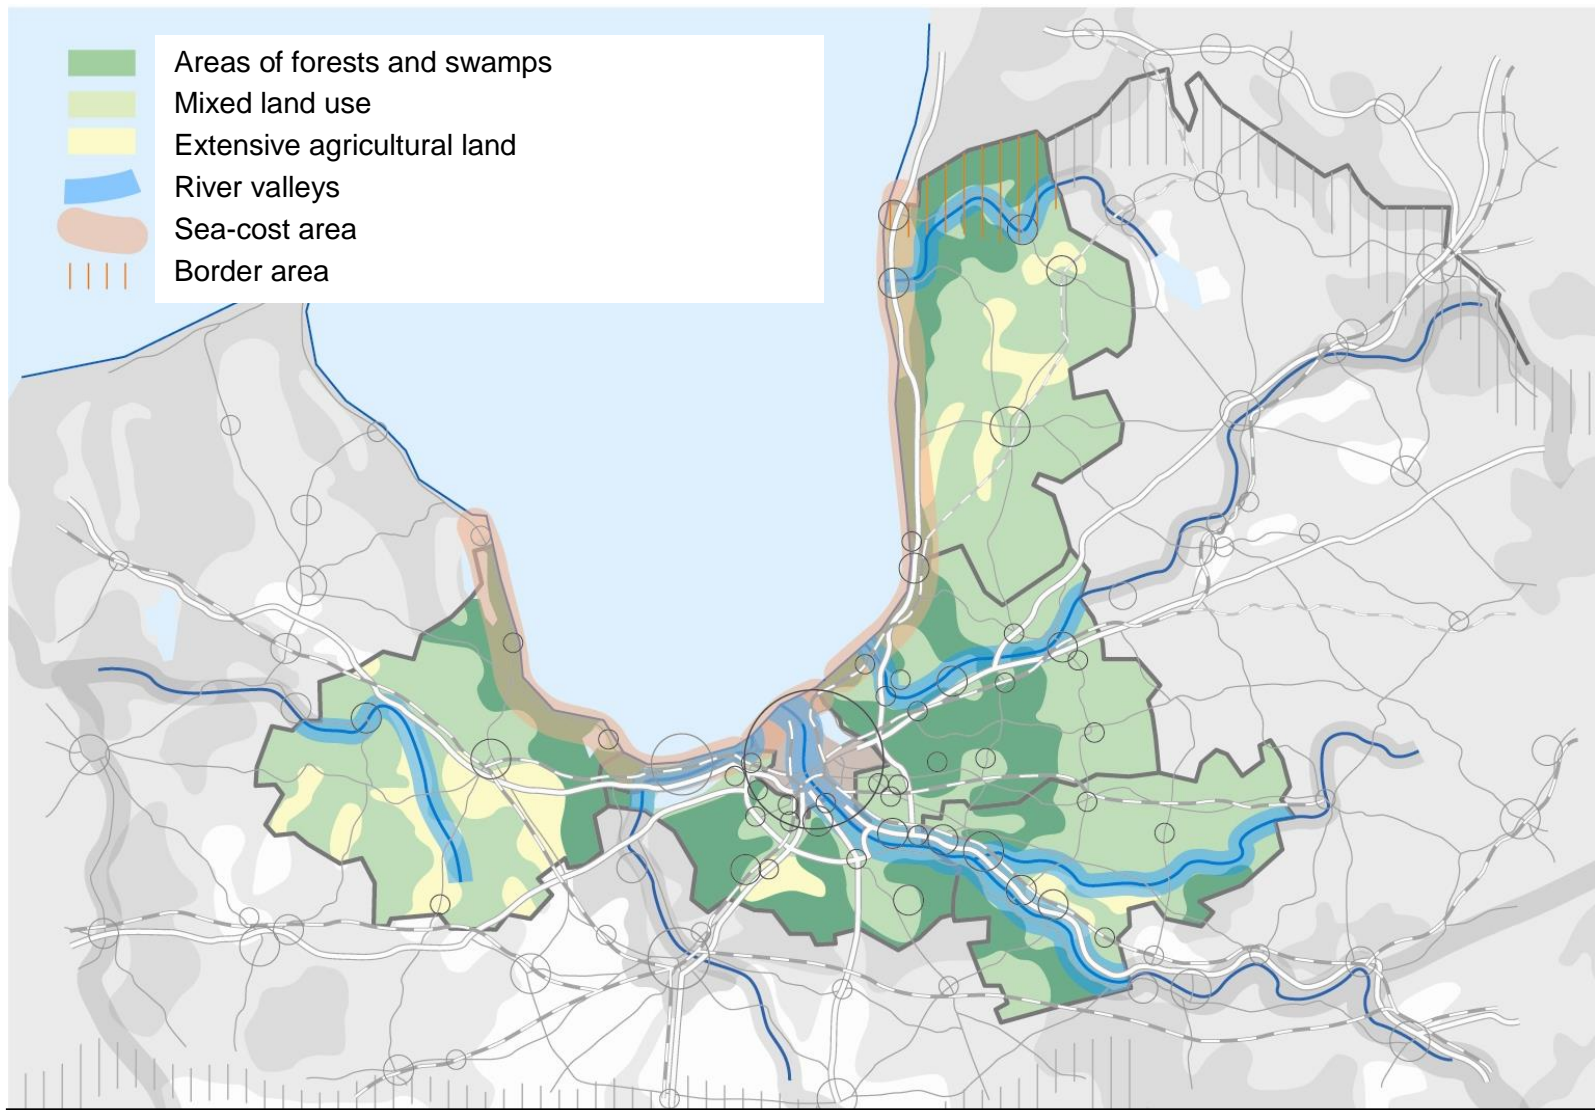 Areas of forests and swamps
Mixed land use
Extensive agricultural land
River valleys
Sea-cost area
Border area